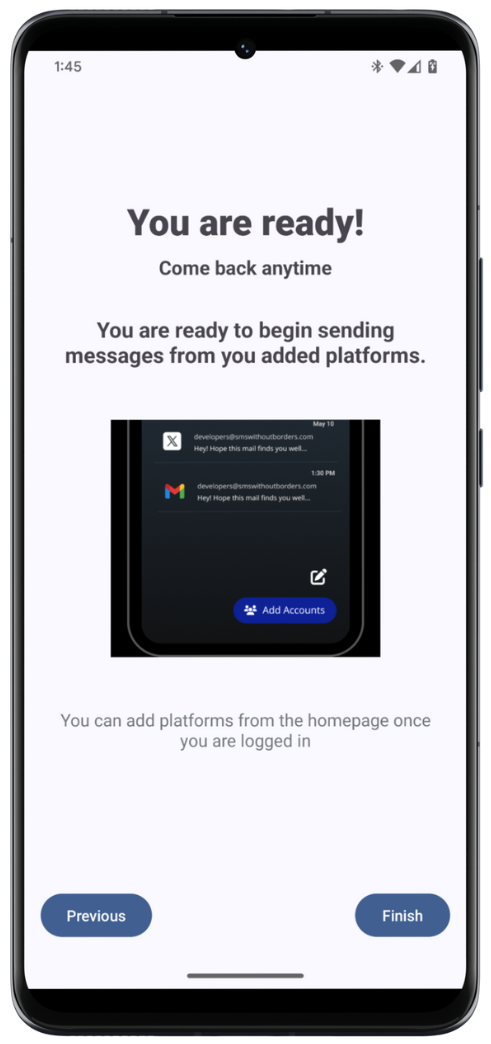 1:45
You are ready!
Come back anytime
You are ready to begin sending
messages from you added platforms.
May 10
developers@smswithoutborders.com
Hey! Hope this mail finds you well...
1:30 PM
developers@smswithoutborders.com
Hey! Hope this mail finds you well...
Add Accounts
You can add platforms from the homepage once
you are logged in
Previous
Finish